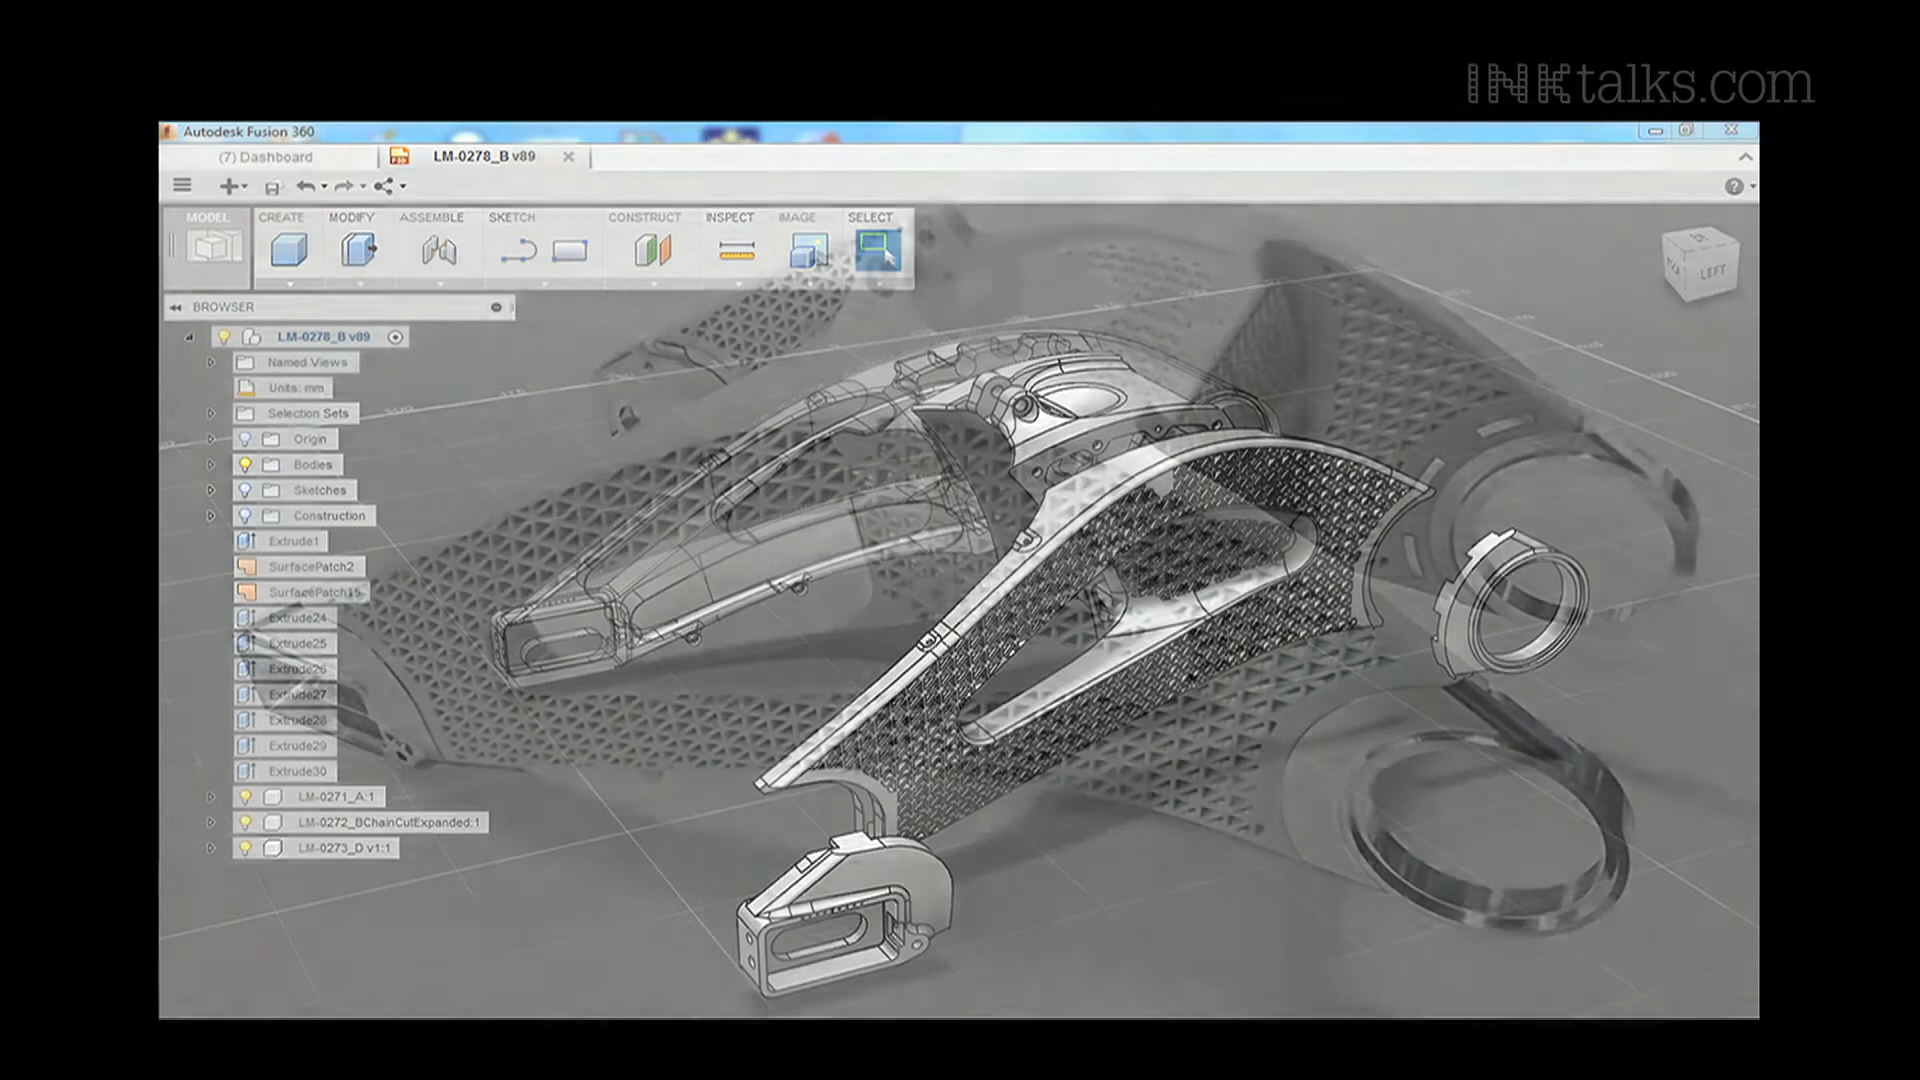 INKtalks.com
Autodesk Fusion 360
(7) Dashboard
LM-0278_B v89
MODEL
CREATE
MODIFY
ASSEMBLE
SKETCH
CONSTRUCT
INSPECT
IMAGE
SELECT
BROWSER
LM-0278_B v89
Named Views
Units: mm
Selection Sets
Origin
Bodies
Sketches
Construction
Extrude1
SurfacePatch2
SurfacePatch15
Extrude24
Extrude25
Extrude26
Extrude27
Extrude28
Extrude29
Extrude30
LM-0271_A:1
LM-0272_BChainCutExpanded:1
LM-0273_D v1:1
LEFT